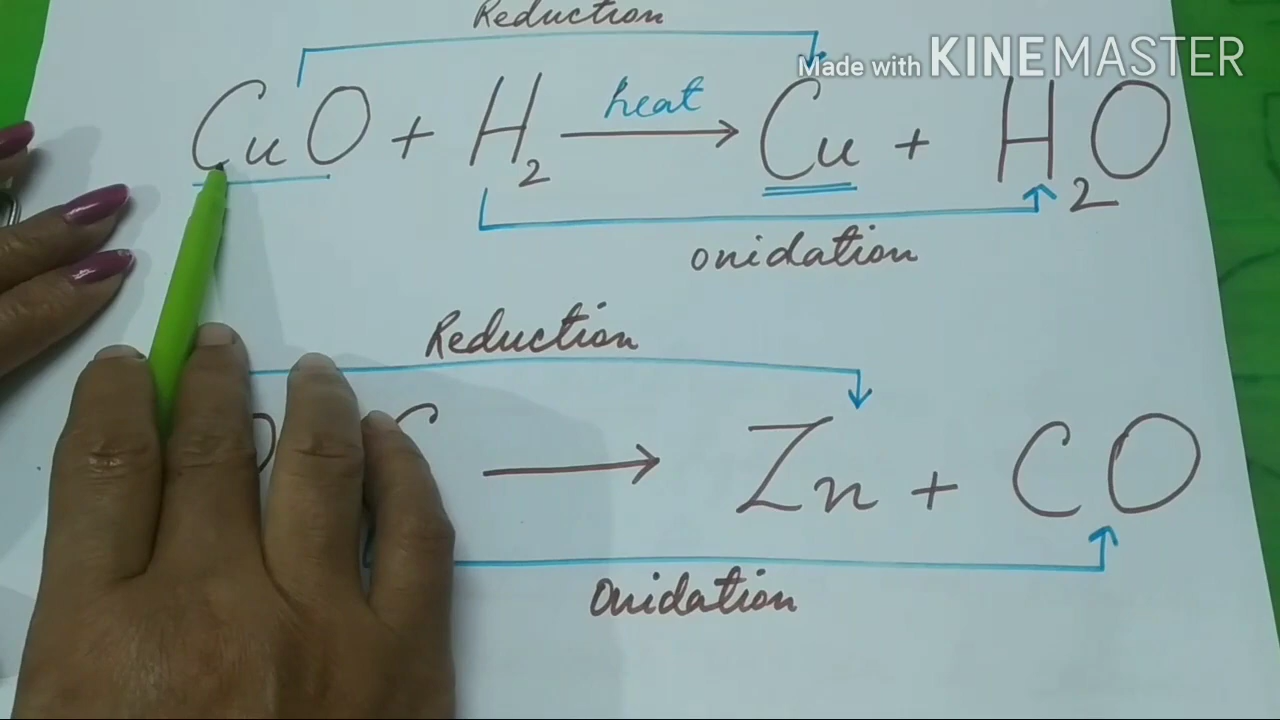 Reduction
Made with KINEMASTER
CuO + H2 heat → Cu + H2O
onidation
Reduction
O C → Zn + CO
Onidation